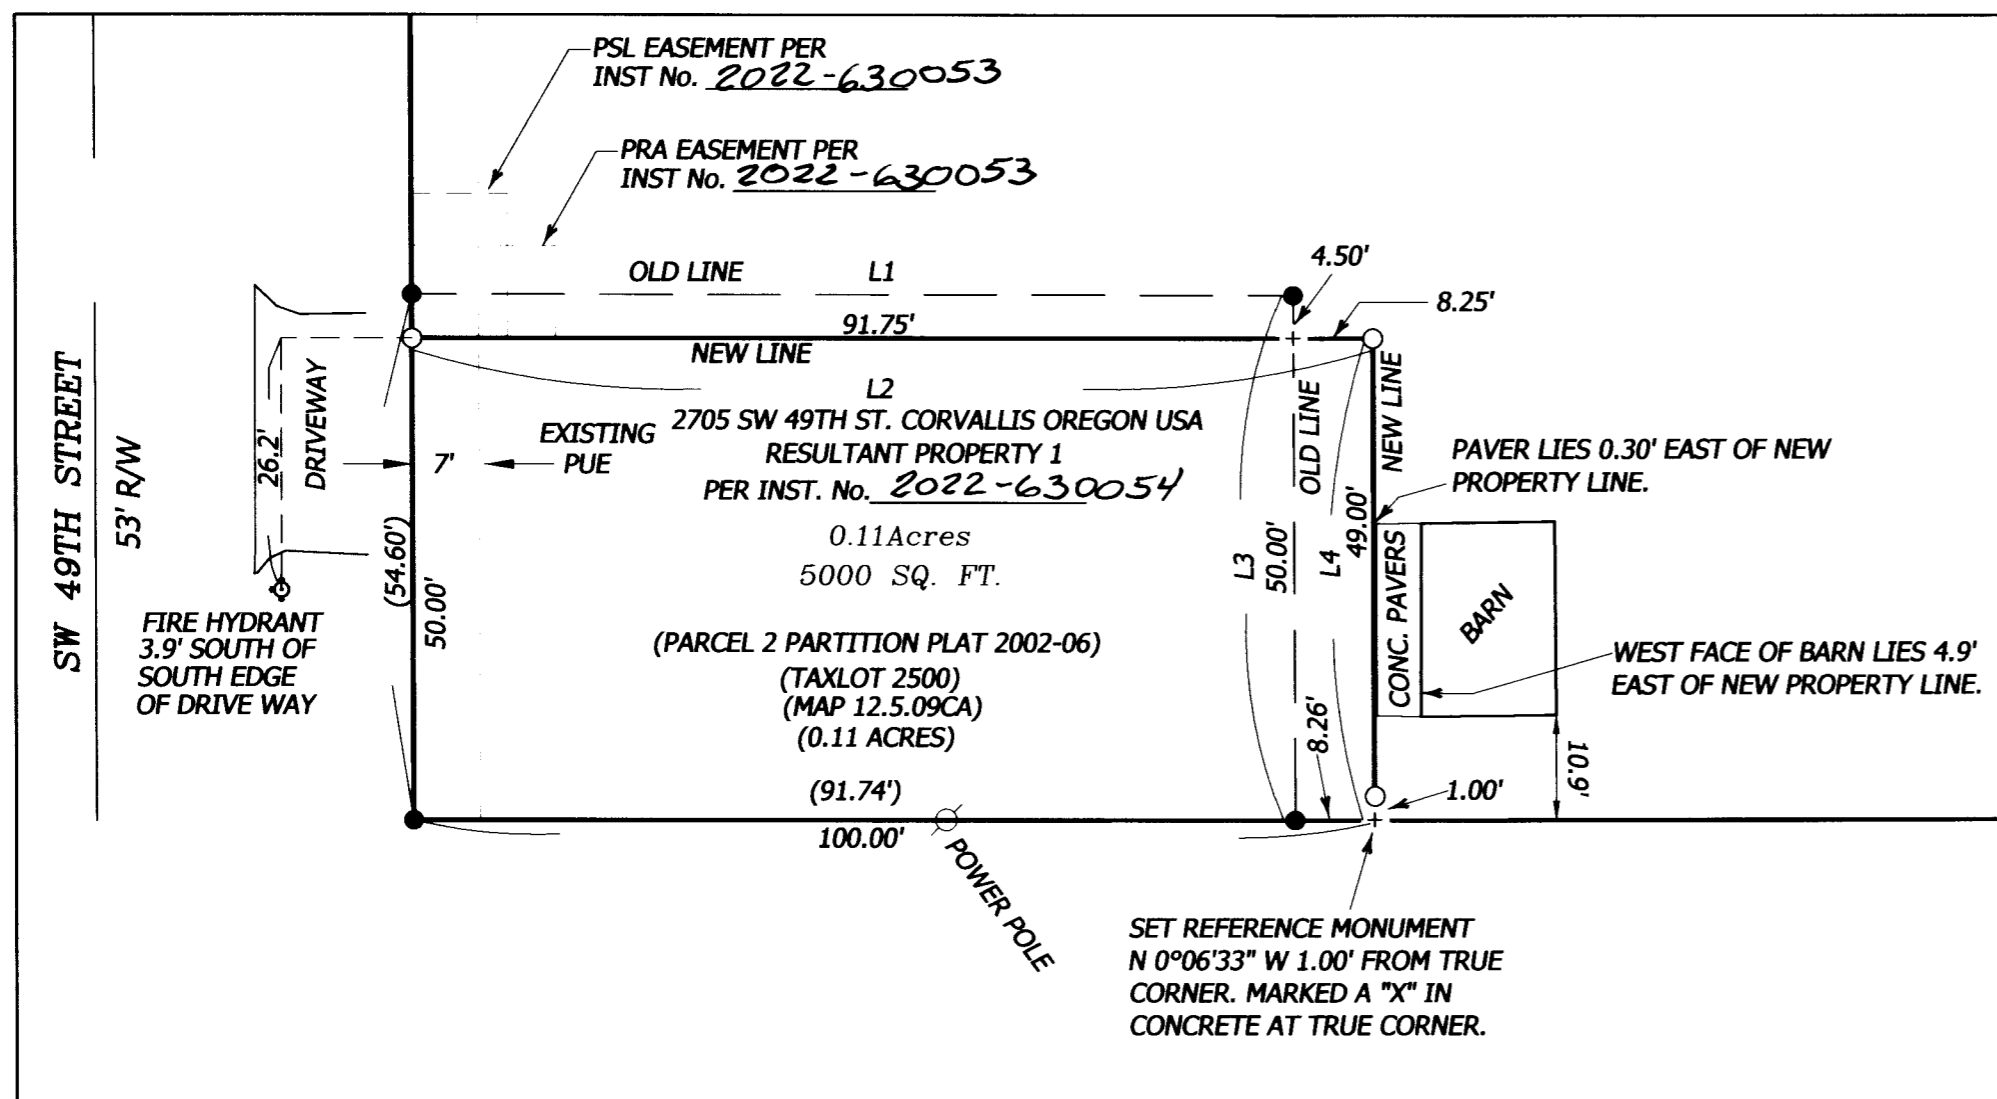 PSL EASEMENT PER
INST No. 2022-630053
PRA EASEMENT PER
INST No. 2022-630053
4.50'
OLD LINE L1
8.25'
91.75'
NEW LINE
L2
SW 49TH STREET
53' R/W
26.2'
DRIVEWAY
7'
EXISTING
PUE
2705 SW 49TH ST. CORVALLIS OREGON USA
RESULTANT PROPERTY 1
PER INST. No. 2022-630054
0.11Acres
5000 SQ. FT.
(54.60')
50.00'
L3
50.00'
OLD LINE
L4
49.00'
NEW LINE
PAVER LIES 0.30' EAST OF NEW
PROPERTY LINE.
CONC. PAVERS
BARN
FIRE HYDRANT
3.9' SOUTH OF
SOUTH EDGE
OF DRIVE WAY
(PARCEL 2 PARTITION PLAT 2002-06)
(TAXLOT 2500)
(MAP 12.5.09CA)
(0.11 ACRES)
WEST FACE OF BARN LIES 4.9'
EAST OF NEW PROPERTY LINE.
8.26'
10.9'
(91.74')
100.00'
1.00'
POWER POLE
SET REFERENCE MONUMENT
N 0°06'33" W 1.00' FROM TRUE
CORNER. MARKED A "X" IN
CONCRETE AT TRUE CORNER.